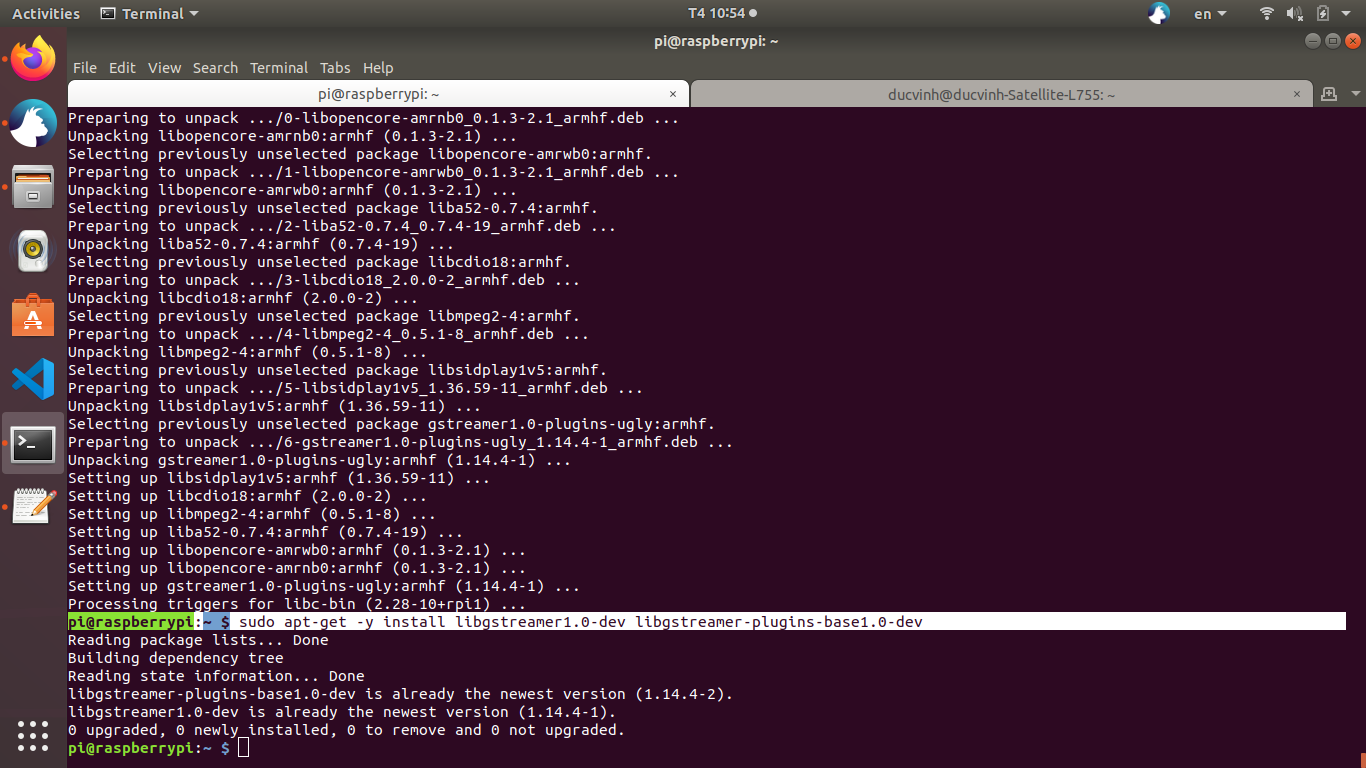 Activities Terminal T4 10:54 en
pi@raspberrypi: ~
File Edit View Search Terminal Tabs Help
pi@raspberrypi: ~ × ducvinh@ducvinh-Satellite-L755: ~ ×
Preparing to unpack .../0-libopencore-amrnb0_0.1.3-2.1_armhf.deb ...
Unpacking libopencore-amrnb0:armhf (0.1.3-2.1) ...
Selecting previously unselected package libopencore-amrwb0:armhf.
Preparing to unpack .../1-libopencore-amrwb0_0.1.3-2.1_armhf.deb ...
Unpacking libopencore-amrwb0:armhf (0.1.3-2.1) ...
Selecting previously unselected package liba52-0.7.4:armhf.
Preparing to unpack .../2-liba52-0.7.4_0.7.4-19_armhf.deb ...
Unpacking liba52-0.7.4:armhf (0.7.4-19) ...
Selecting previously unselected package libcdio18:armhf.
Preparing to unpack .../3-libcdio18_2.0.0-2_armhf.deb ...
Unpacking libcdio18:armhf (2.0.0-2) ...
Selecting previously unselected package libmpeg2-4:armhf.
Preparing to unpack .../4-libmpeg2-4_0.5.1-8_armhf.deb ...
Unpacking libmpeg2-4:armhf (0.5.1-8) ...
Selecting previously unselected package libsidplay1v5:armhf.
Preparing to unpack .../5-libsidplay1v5_1.36.59-11_armhf.deb ...
Unpacking libsidplay1v5:armhf (1.36.59-11) ...
Selecting previously unselected package gstreamer1.0-plugins-ugly:armhf.
Preparing to unpack .../6-gstreamer1.0-plugins-ugly_1.14.4-1_armhf.deb ...
Unpacking gstreamer1.0-plugins-ugly:armhf (1.14.4-1) ...
Setting up libsidplay1v5:armhf (1.36.59-11) ...
Setting up libcdio18:armhf (2.0.0-2) ...
Setting up libmpeg2-4:armhf (0.5.1-8) ...
Setting up liba52-0.7.4:armhf (0.7.4-19) ...
Setting up libopencore-amrwb0:armhf (0.1.3-2.1) ...
Setting up libopencore-amrnb0:armhf (0.1.3-2.1) ...
Setting up gstreamer1.0-plugins-ugly:armhf (1.14.4-1) ...
Processing triggers for libc-bin (2.28-10+rpi1) ...
pi@raspberrypi:~ $ sudo apt-get -y install libgstreamer1.0-dev libgstreamer-plugins-base1.0-dev
Reading package lists... Done
Building dependency tree
Reading state information... Done
libgstreamer-plugins-base1.0-dev is already the newest version (1.14.4-2).
libgstreamer1.0-dev is already the newest version (1.14.4-1).
0 upgraded, 0 newly installed, 0 to remove and 0 not upgraded.
pi@raspberrypi:~ $